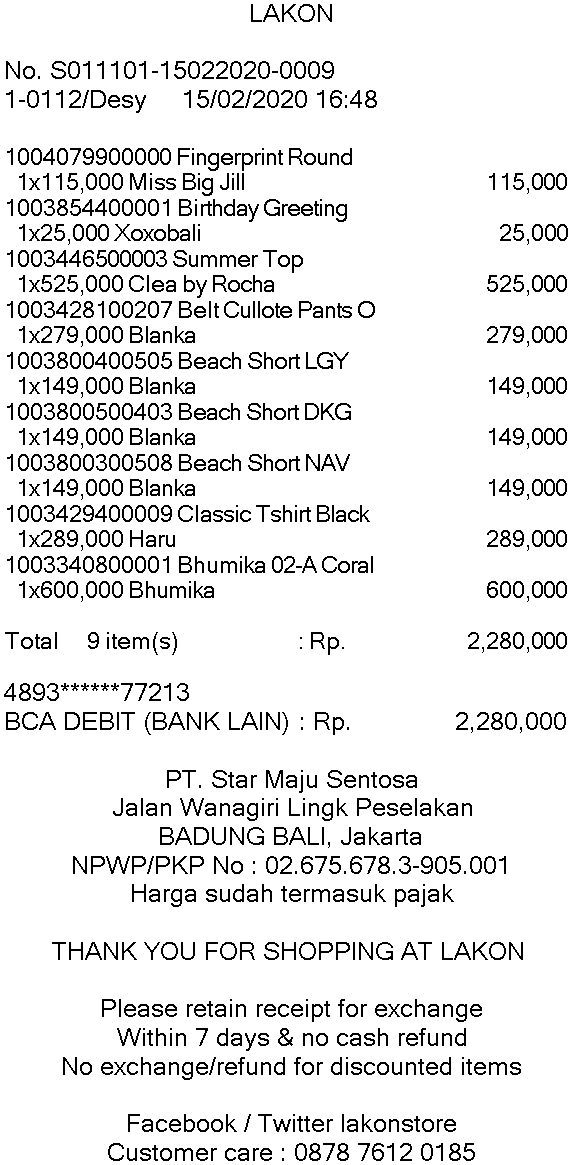 LAKON
No. S011101-15022020-0009
1-0112/Desy 15/02/2020 16:48
1004079900000 Fingerprint Round
1x115,000 Miss Big Jill 115,000
1003854400001 Birthday Greeting
1x25,000 Xoxobali 25,000
1003446500003 Summer Top
1x525,000 Clea by Rocha 525,000
1003428100207 Belt Cullote Pants O
1x279,000 Blanka 279,000
1003800400505 Beach Short LGY
1x149,000 Blanka 149,000
1003800500403 Beach Short DKG
1x149,000 Blanka 149,000
1003800300508 Beach Short NAV
1x149,000 Blanka 149,000
1003429400009 Classic Tshirt Black
1x289,000 Haru 289,000
1003340800001 Bhumika 02-A Coral
1x600,000 Bhumika 600,000
Total 9 item(s) : Rp. 2,280,000
4893******77213
BCA DEBIT (BANK LAIN) : Rp. 2,280,000
PT. Star Maju Sentosa
Jalan Wanagiri Lingk Peselakan
BADUNG BALI, Jakarta
NPWP/PKP No : 02.675.678.3-905.001
Harga sudah termasuk pajak
THANK YOU FOR SHOPPING AT LAKON
Please retain receipt for exchange
Within 7 days & no cash refund
No exchange/refund for discounted items
Facebook / Twitter lakonstore
Customer care : 0878 7612 0185